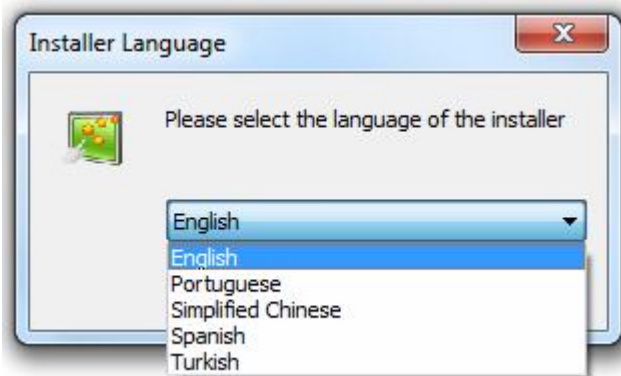 Installer Language
Please select the language of the installer
English
English
Portuguese
Simplified Chinese
Spanish
Turkish